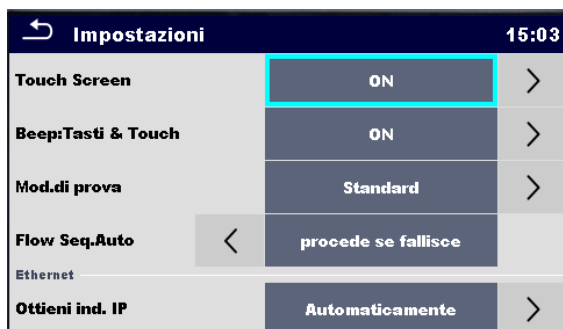 Impostazioni 15:03
Touch Screen ON
Beep:Tasti & Touch ON
Mod.di prova Standard
Flow Seq.Auto procede se fallisce
Ethernet
Ottieni ind. IP Automaticamente